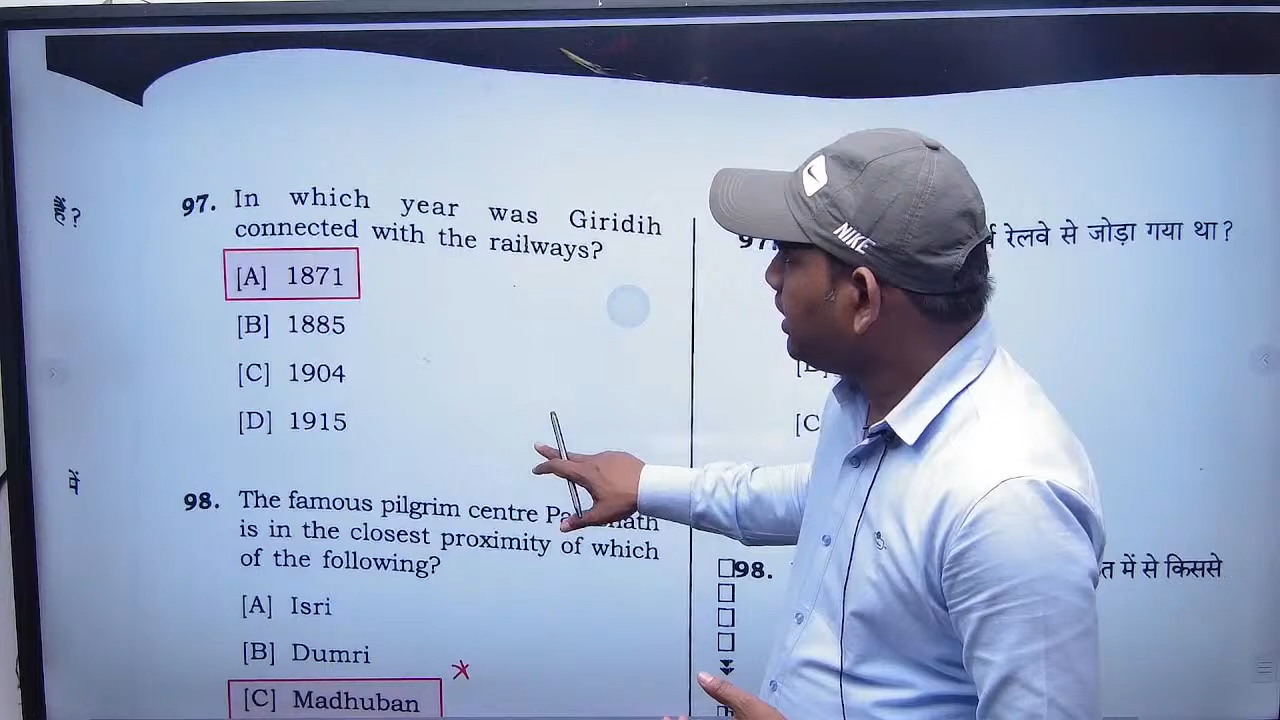 हैं?
97. In which year was Giridih
connected with the railways?
[A] 1871
[B] 1885
[C] 1904
[D] 1915
में
98. The famous pilgrim centre
is in the closest proximity of which
of the following?
[A] Isri
[B] Dumri
[C] Madhuban
97.
रेलवे से जोड़ा गया था?
[C
98.
में से किससे
NIKE